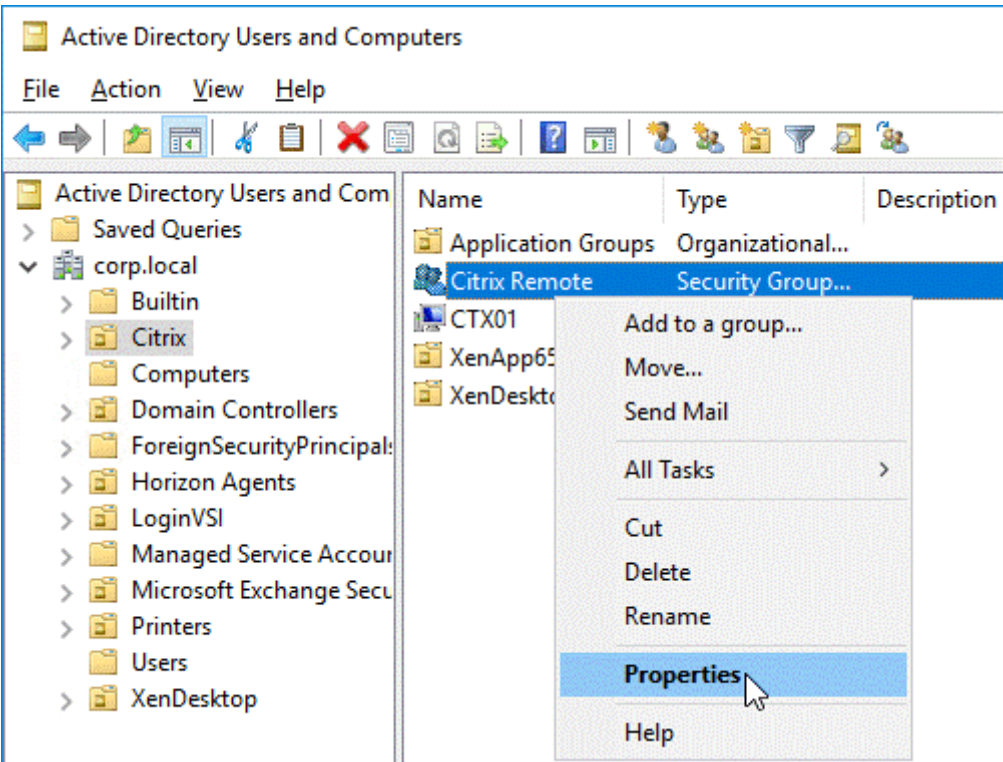 Active Directory Users and Computers
File Action View Help
Active Directory Users and Com
Saved Queries
corp.local
Builtin
Citrix
Computers
Domain Controllers
ForeignSecurityPrincipals
Horizon Agents
LoginVSI
Managed Service Accour
Microsoft Exchange Secu
Printers
Users
XenDesktop
Name Type Description
Application Groups Organizational...
Citrix Remote Security Group...
CTX01
XenApp65
XenDeskto
Add to a group...
Move...
Send Mail
All Tasks
Cut
Delete
Rename
Properties
Help